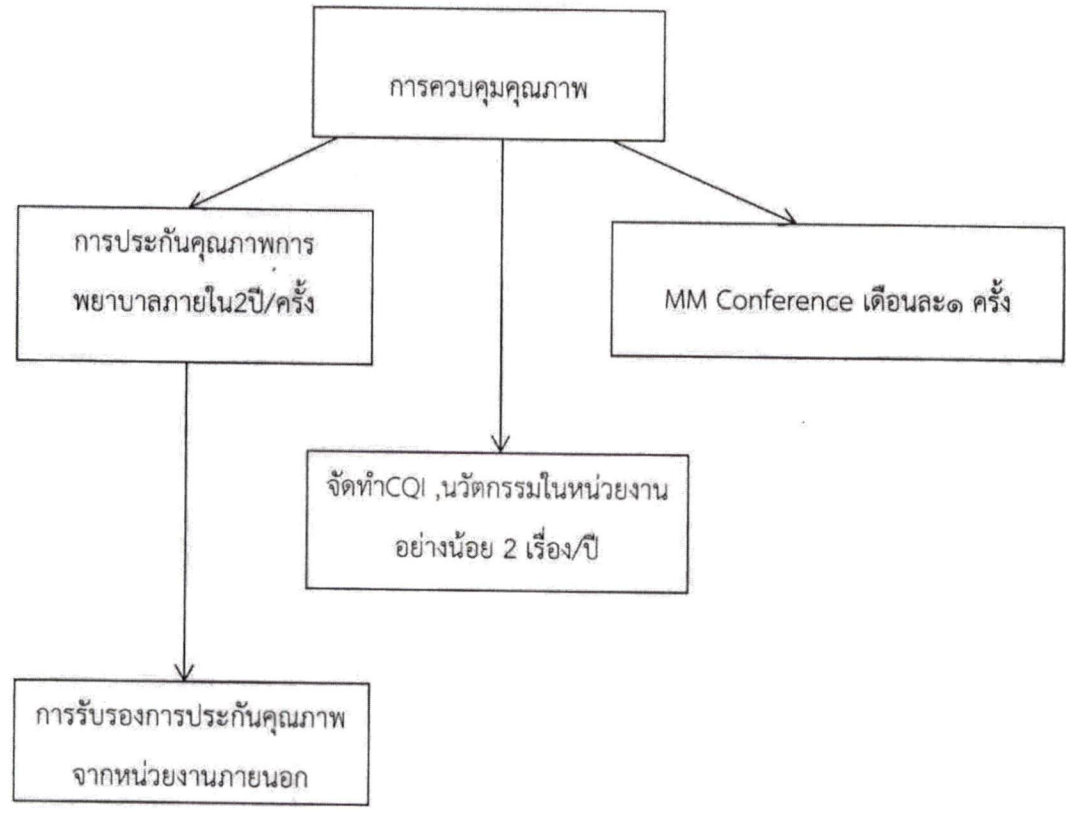 การควบคุมคุณภาพ
การประกันคุณภาพการ
พยาบาลภายใน2ปี/ครั้ง
MM Conference เดือนละ๑ ครั้ง
จัดทำCQI ,นวัตกรรมในหน่วยงาน
อย่างน้อย 2 เรื่อง/ปี
การรับรองการประกันคุณภาพ
จากหน่วยงานภายนอก